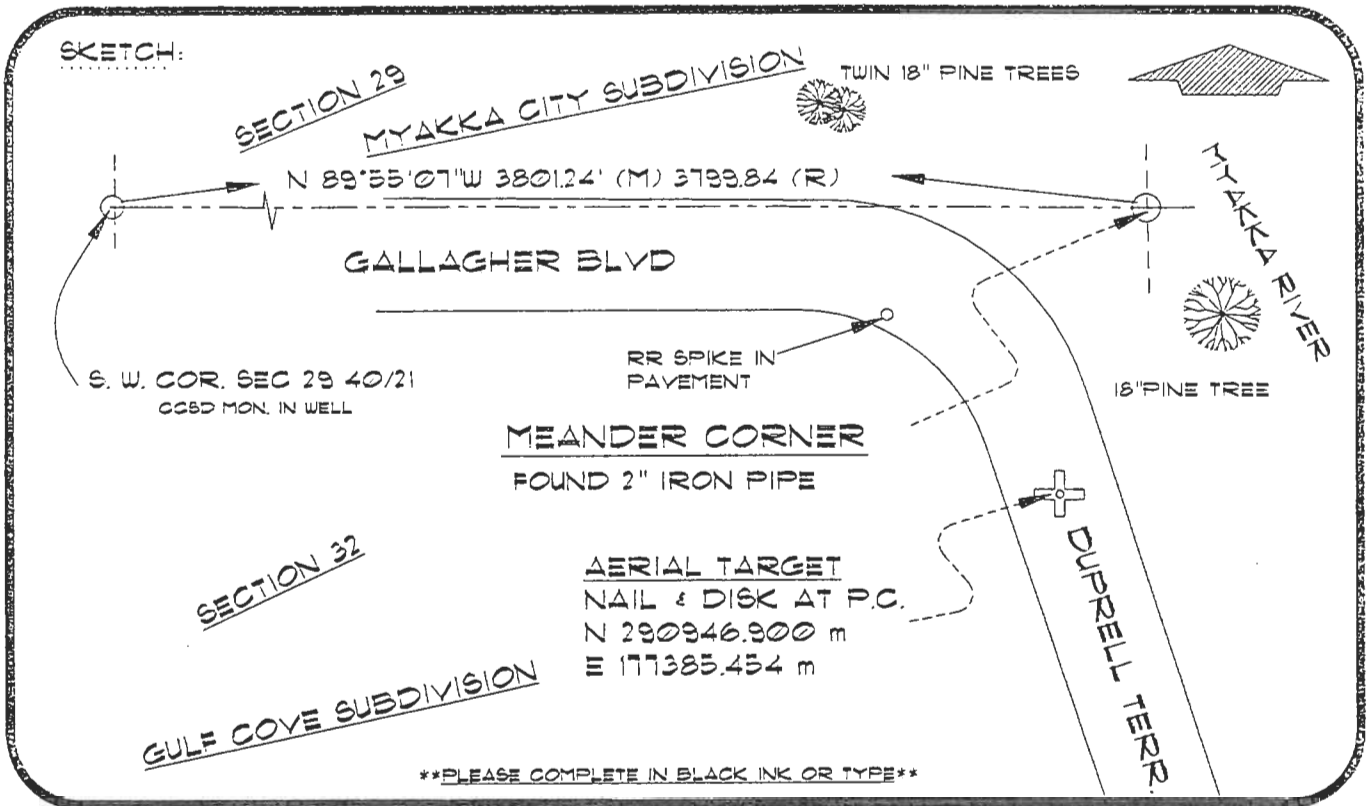 SKETCH:
SECTION 29
MYAKKA CITY SUBDIVISION
TWIN 18" PINE TREES
N 89°55'07"W 3801.24' (M) 3799.84 (R)
MYAKKA RIVER
GALLAGHER BLVD
S. W. COR. SEC 29 40/21
CCSD MON. IN WELL
RR SPIKE IN
PAVEMENT
18"PINE TREE
MEANDER CORNER
FOUND 2" IRON PIPE
SECTION 32
AERIAL TARGET
NAIL & DISK AT P.C.
N 290946.900 m
E 177385.454 m
DUPRELL TERR.
GULF COVE SUBDIVISION
**PLEASE COMPLETE IN BLACK INK OR TYPE**